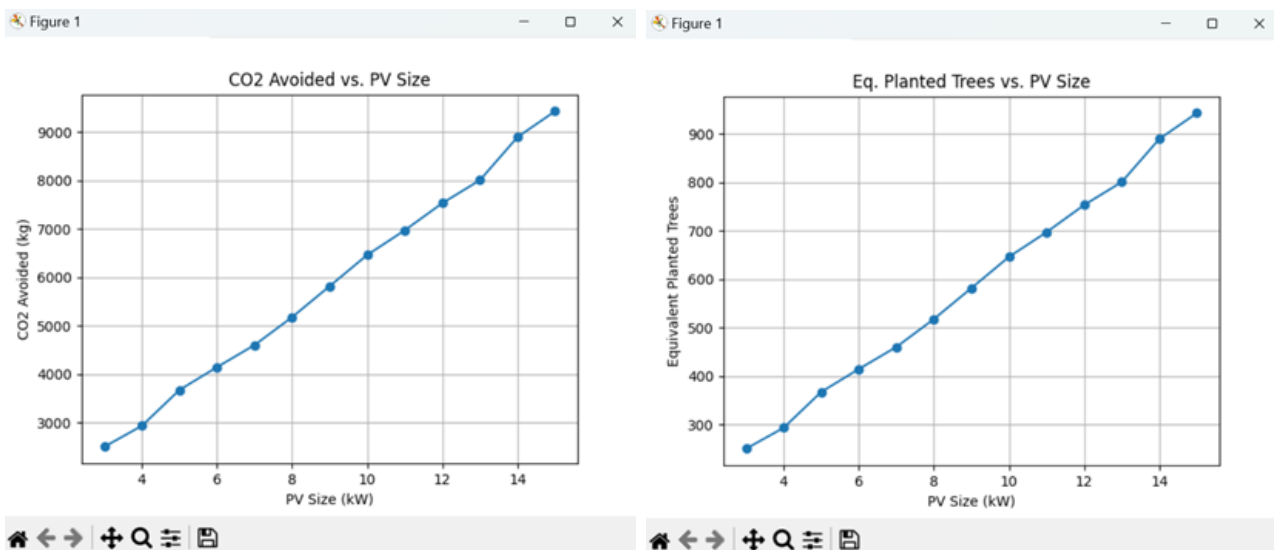 Figure 1
CO2 Avoided vs. PV Size
CO2 Avoided (kg)
9000
8000
7000
6000
5000
4000
3000
4 6 8 10 12 14
PV Size (kW)
Figure 1
Eq. Planted Trees vs. PV Size
Equivalent Planted Trees
900
800
700
600
500
400
300
4 6 8 10 12 14
PV Size (kW)